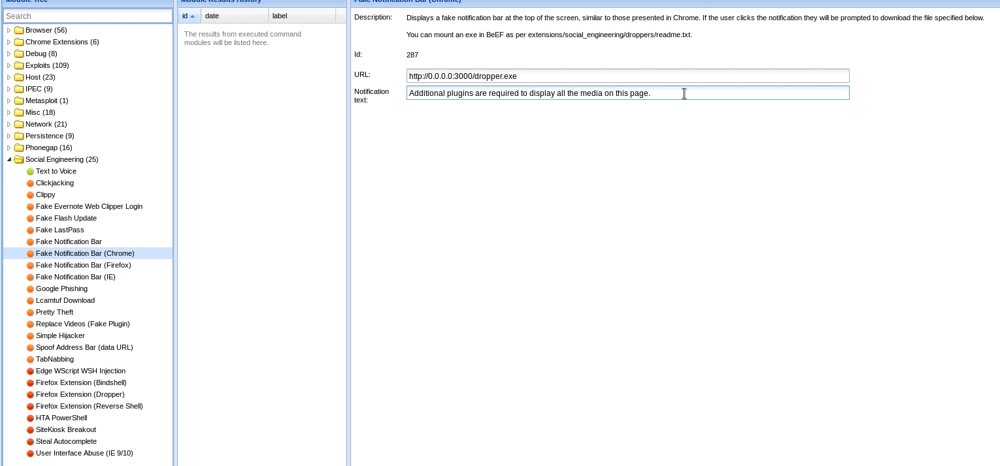 Module Tree
Search
Browser (56)
Chrome Extensions (6)
Debug (8)
Exploits (109)
Host (23)
IPEC (9)
Metasploit (1)
Misc (18)
Network (21)
Persistence (9)
Phonegap (16)
Social Engineering (25)
Text to Voice
Clickjacking
Clippy
Fake Evernote Web Clipper Login
Fake Flash Update
Fake LastPass
Fake Notification Bar
Fake Notification Bar (Chrome)
Fake Notification Bar (Firefox)
Fake Notification Bar (IE)
Google Phishing
Lcamtuf Download
Pretty Theft
Replace Videos (Fake Plugin)
Simple Hijacker
Spoof Address Bar (data URL)
TabNabbing
Edge WScript WSH Injection
Firefox Extension (Bindshell)
Firefox Extension (Dropper)
Firefox Extension (Reverse Shell)
HTA PowerShell
SiteKiosk Breakout
Steal Autocomplete
User Interface Abuse (IE 9/10)
Module Results History
id date label
The results from executed command
modules will be listed here.
Fake Notification Bar (Chrome)
Description: Displays a fake notification bar at the top of the screen, similar to those presented in Chrome. If the user clicks the notification they will be prompted to download the file specified below.
You can mount an exe in BeEF as per extensions/social_engineering/droppers/readme.txt.
Id: 287
URL: http://0.0.0.0:3000/dropper.exe
Notification
text:
Additional plugins are required to display all the media on this page.